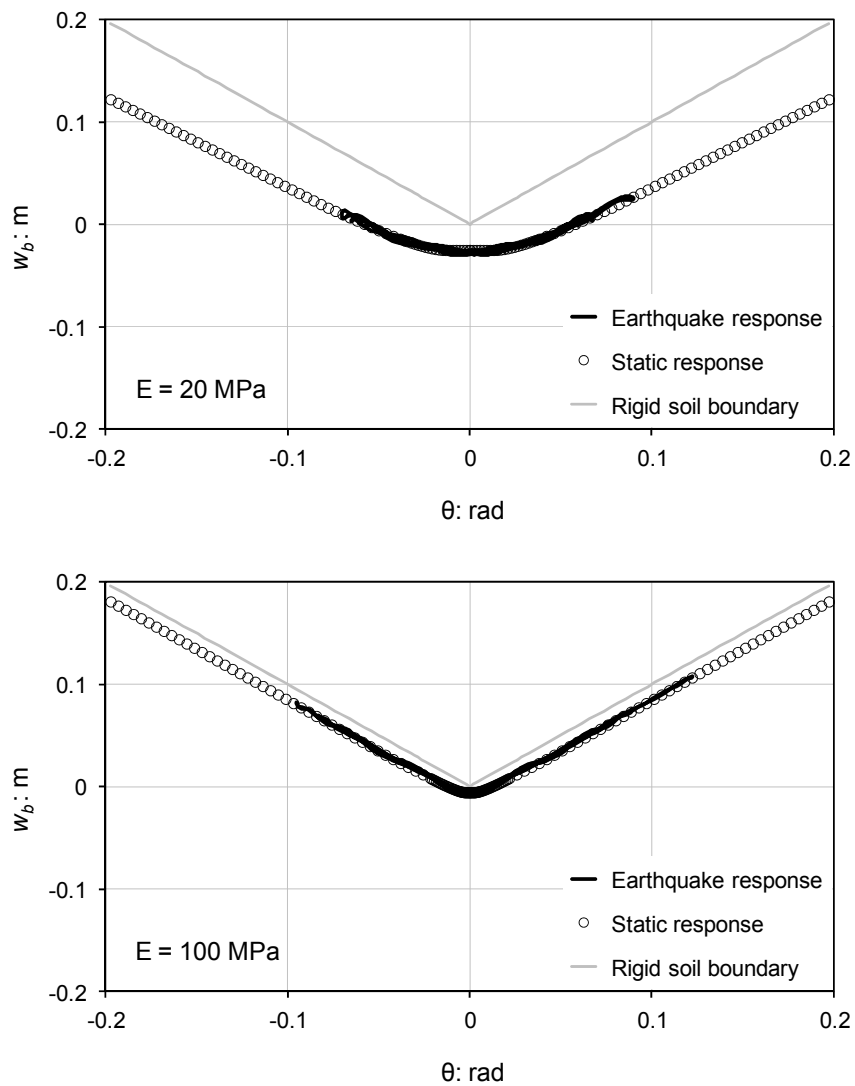 0.2
0.1
0
-0.1
-0.2
w_b: m
Earthquake response
Static response
Rigid soil boundary
E = 20 MPa
-0.2 -0.1 0 0.1 0.2
θ: rad
0.2
0.1
0
-0.1
-0.2
w_b: m
Earthquake response
Static response
Rigid soil boundary
E = 100 MPa
-0.2 -0.1 0 0.1 0.2
θ: rad